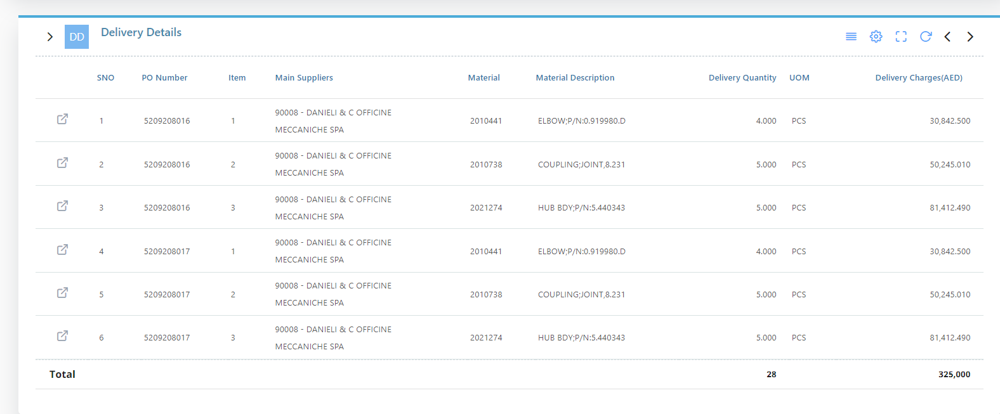 DD Delivery Details
SNO PO Number Item Main Suppliers Material Material Description Delivery Quantity UOM Delivery Charges(AED)
1 5209208016 1 90008 - DANIELI & C OFFICINE MECCANICHE SPA 2010441 ELBOW;P/N:0.919980.D 4.000 PCS 30,842.500
2 5209208016 2 90008 - DANIELI & C OFFICINE MECCANICHE SPA 2010738 COUPLING;JOINT,8.231 5.000 PCS 50,245.010
3 5209208016 3 90008 - DANIELI & C OFFICINE MECCANICHE SPA 2021274 HUB BDY;P/N:5.440343 5.000 PCS 81,412.490
4 5209208017 1 90008 - DANIELI & C OFFICINE MECCANICHE SPA 2010441 ELBOW;P/N:0.919980.D 4.000 PCS 30,842.500
5 5209208017 2 90008 - DANIELI & C OFFICINE MECCANICHE SPA 2010738 COUPLING;JOINT,8.231 5.000 PCS 50,245.010
6 5209208017 3 90008 - DANIELI & C OFFICINE MECCANICHE SPA 2021274 HUB BDY;P/N:5.440343 5.000 PCS 81,412.490
Total 28 325,000